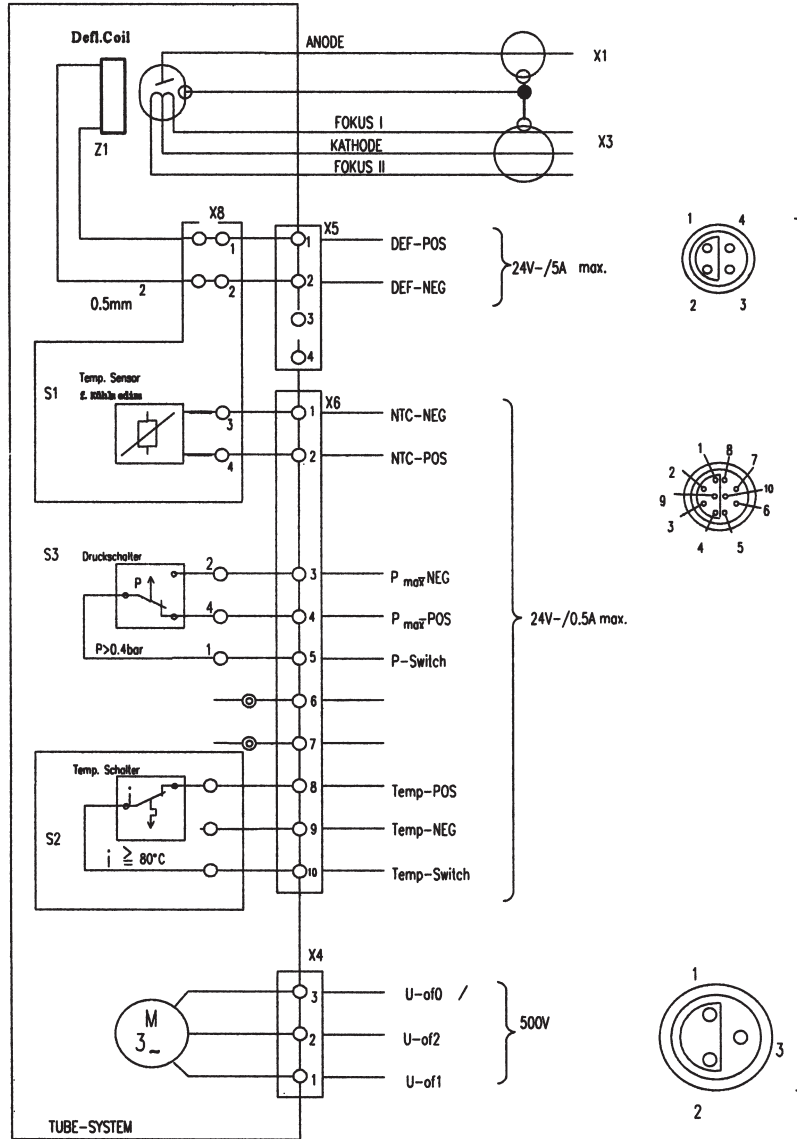 Defl.Coil
ANODE
X1
FOKUS I
KATHODE
FOKUS II
X3
Z1
X8
X5
1
1
DEF-POS
2
2
2
DEF-NEG
24V-/5A max.
0.5mm
3
4
1
4
2
3
S1
Temp. Sensor
X6
3
1
NTC-NEG
4
2
NTC-POS
1
8
7
2
10
9
6
3
4
5
S3
Druckschalter
P
2
3
P max-NEG
4
4
P max-POS
24V-/0.5A max.
P>0.4bar
1
5
P-Switch
6
7
Temp. Schalter
8
Temp-POS
S2
9
Temp-NEG
≧ 80°C
10
Temp-Switch
X4
M
3~
3
U-of0 /
2
U-of2
500V
1
U-of1
1
3
2
TUBE-SYSTEM